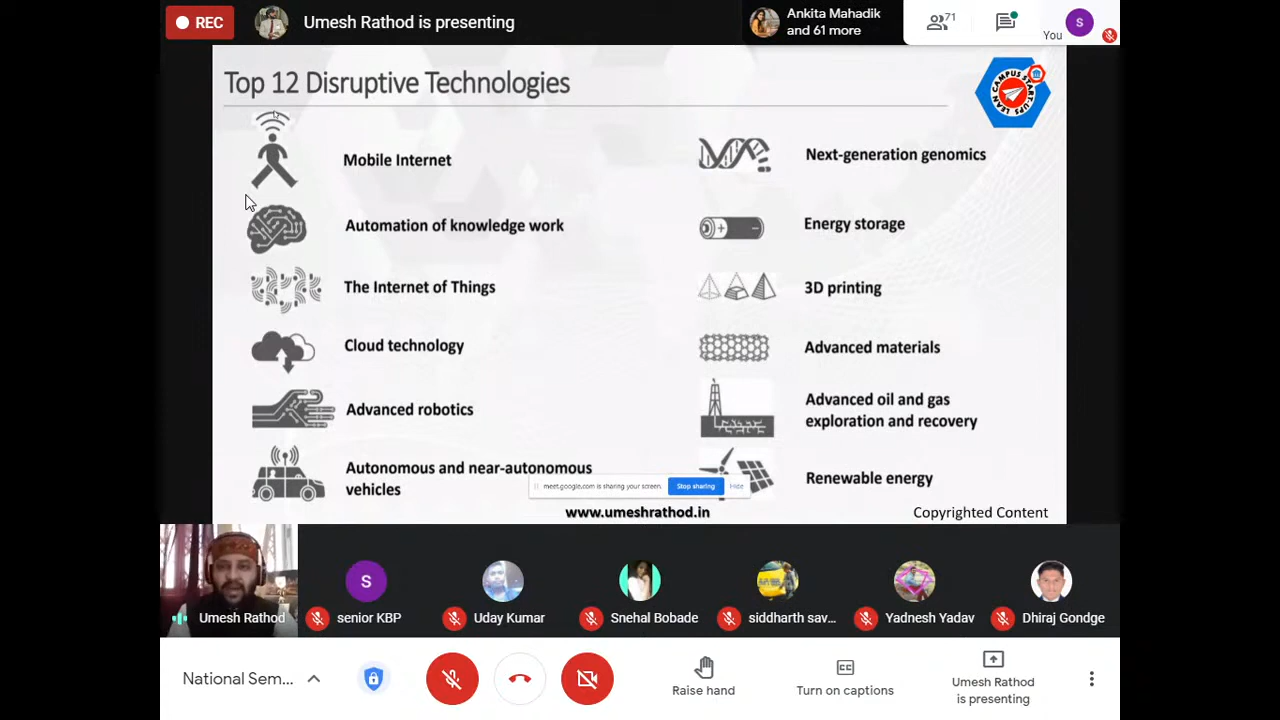 REC
Umesh Rathod is presenting
Ankita Mahadik
and 61 more
71
You
S
Top 12 Disruptive Technologies
LEAN CAMPUS START-UPS
Mobile Internet
Next-generation genomics
Automation of knowledge work
Energy storage
The Internet of Things
3D printing
Cloud technology
Advanced materials
Advanced robotics
Advanced oil and gas
exploration and recovery
Autonomous and near-autonomous
vehicles
Renewable energy
meet.google.com is sharing your screen.
Stop sharing
Hide
www.umeshrathod.in
Copyrighted Content
S
Umesh Rathod
senior KBP
Uday Kumar
Snehal Bobade
siddharth sav...
Yadnesh Yadav
Dhiraj Gondge
National Sem...
Raise hand
Turn on captions
Umesh Rathod
is presenting